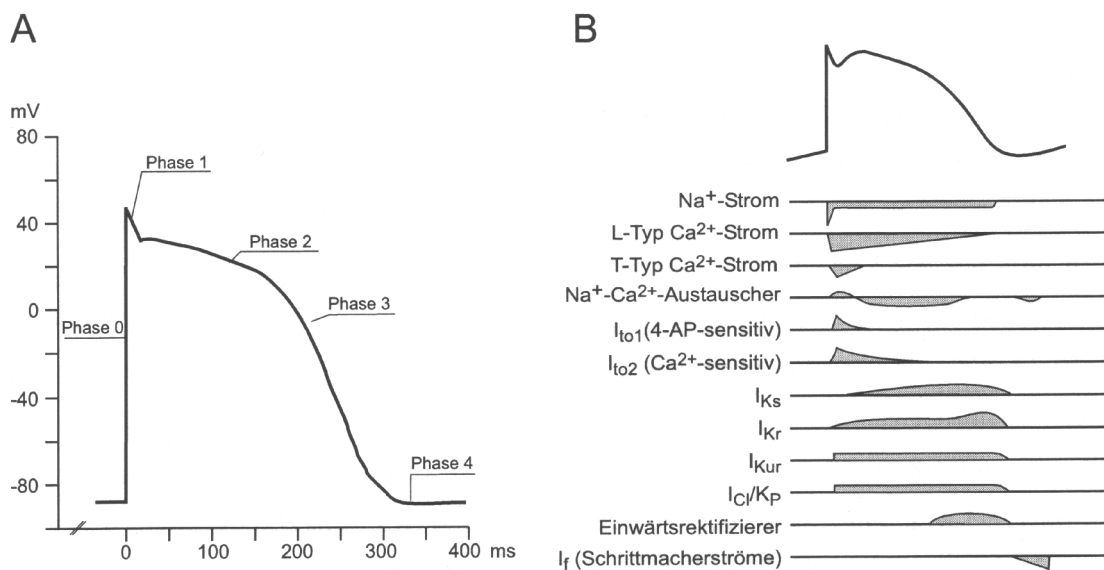 A
mV
80
Phase 1
40
Phase 2
Phase 3
0
Phase 0
-40
Phase 4
-80
0 100 200 300 400 ms
B
Na⁺-Strom
L-Typ Ca²⁺-Strom
T-Typ Ca²⁺-Strom
Na⁺-Ca²⁺-Austauscher
Ito1(4-AP-sensitiv)
Ito2 (Ca²⁺-sensitiv)
IKs
IKr
IKur
ICl/KP
Einwärtsrektifizierer
If (Schrittmacherströme)